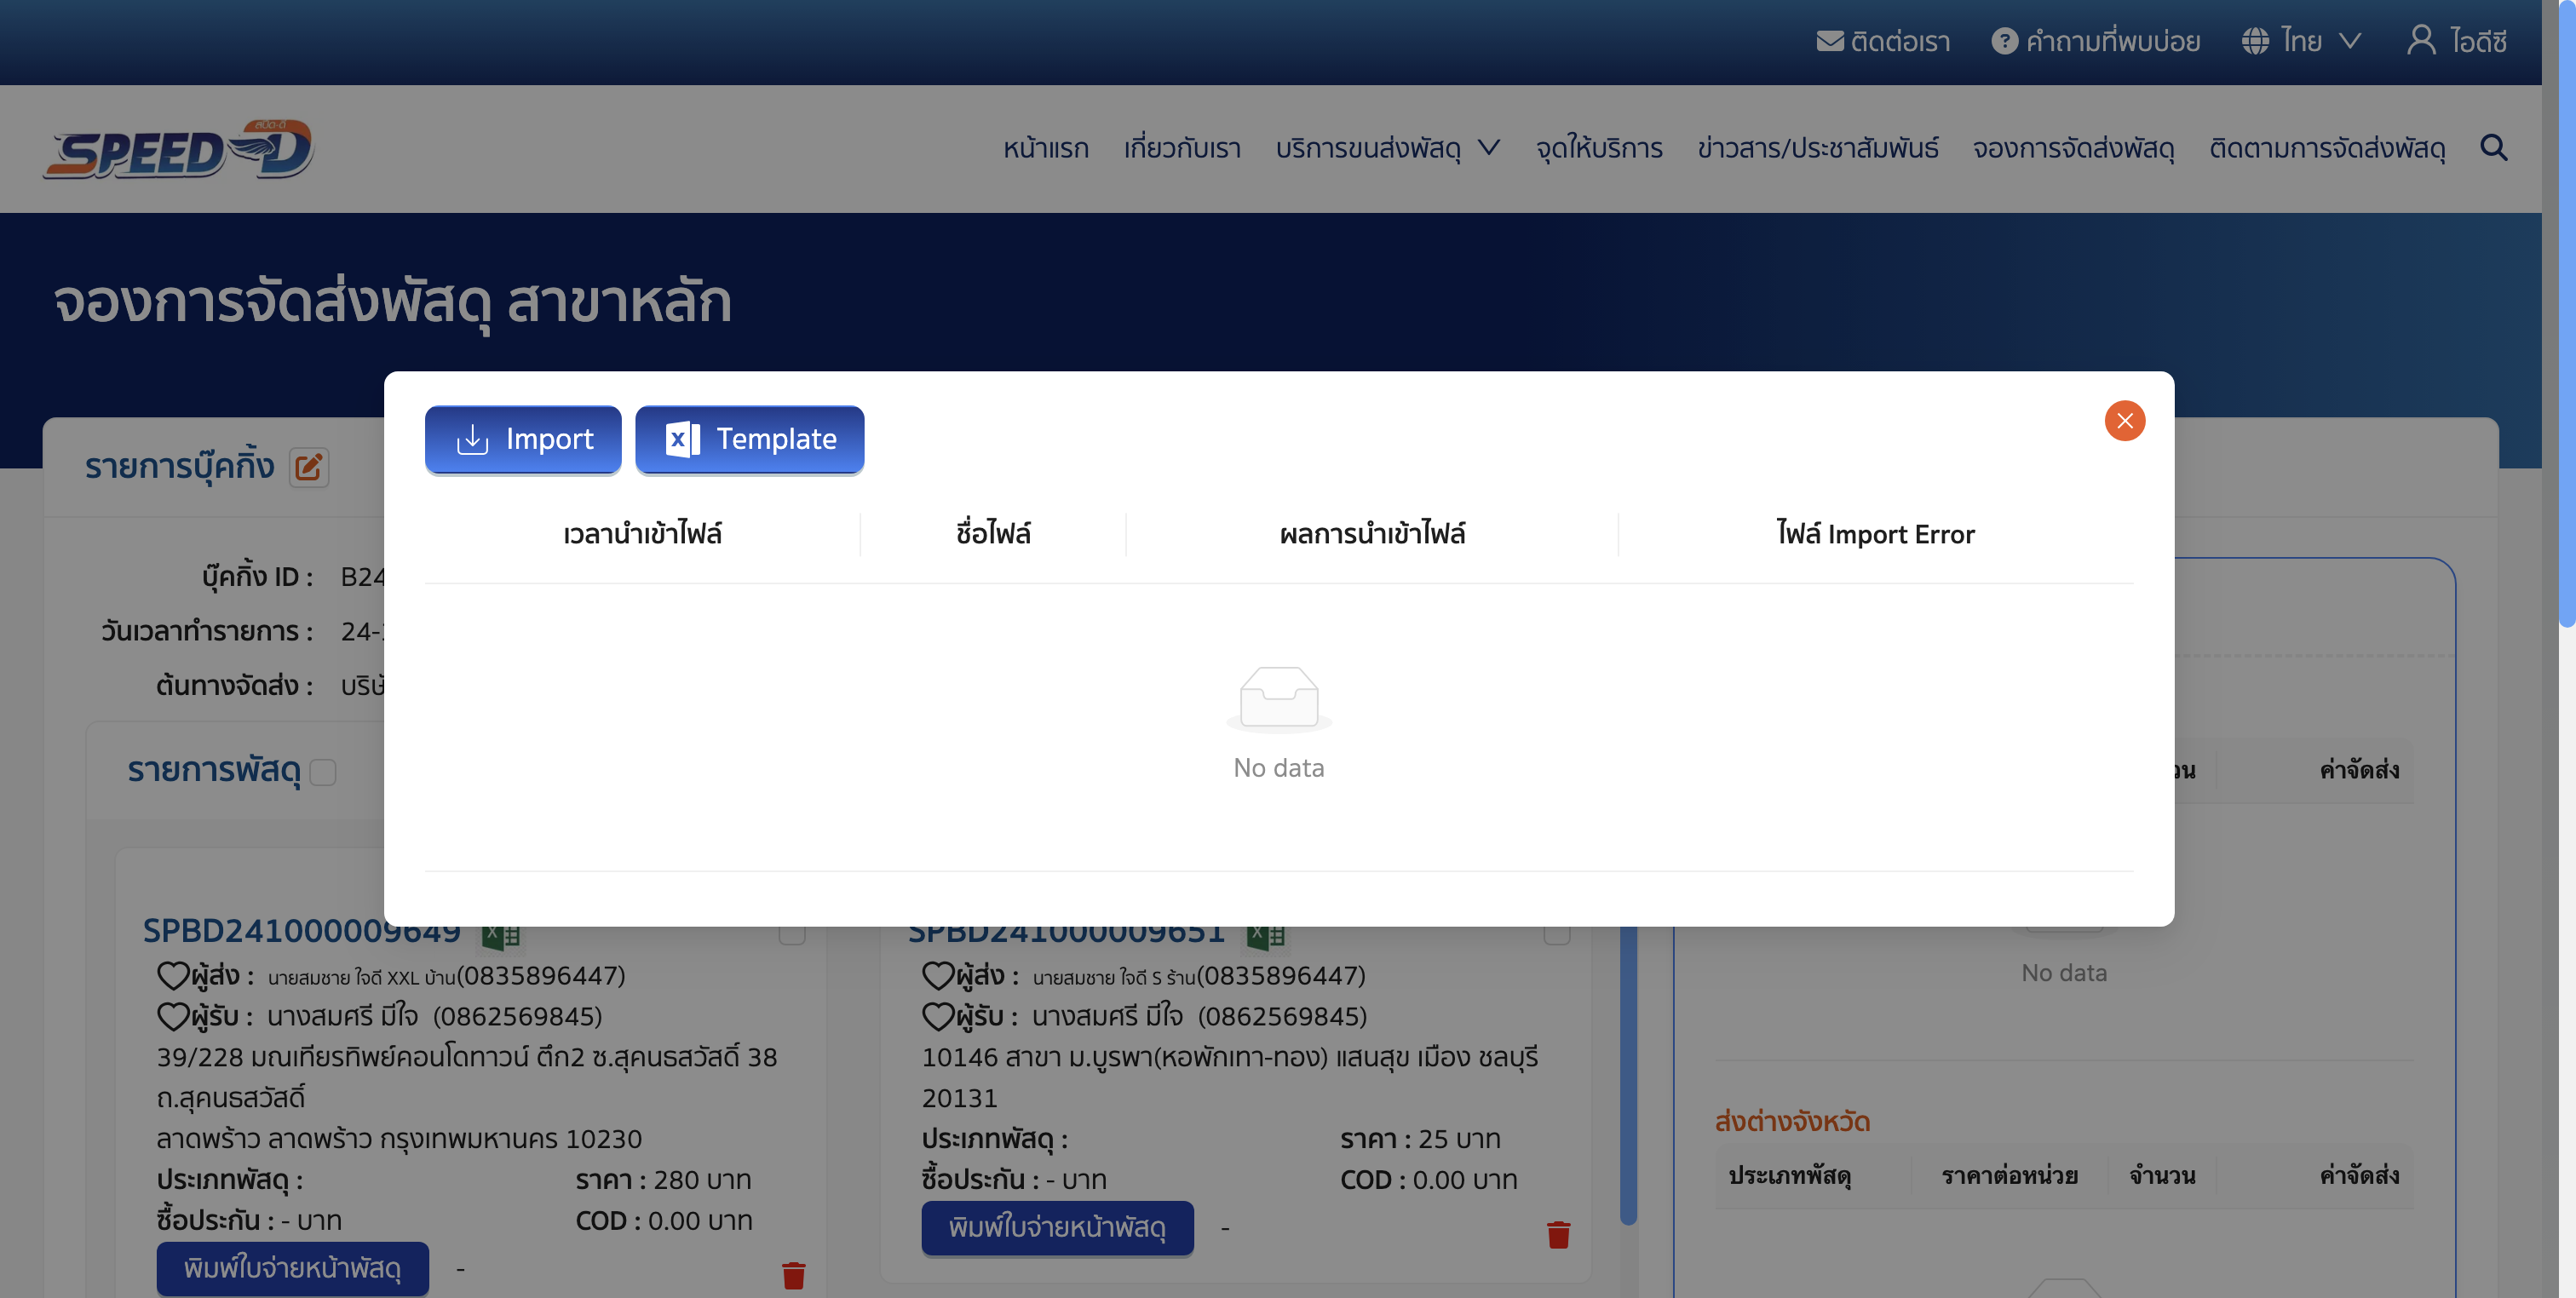 ติดต่อเรา คำถามที่พบบ่อย ไทย ไอดีซี
สปีด-ดี
SPEED-D
หน้าแรก เกี่ยวกับเรา บริการขนส่งพัสดุ จุดให้บริการ ข่าวสาร/ประชาสัมพันธ์ จองการจัดส่งพัสดุ ติดตามการจัดส่งพัสดุ
จองการจัดส่งพัสดุ สาขาหลัก
Import Template
เวลานำเข้าไฟล์ ชื่อไฟล์ ผลการนำเข้าไฟล์ ไฟล์ Import Error
No data
รายการบุ๊คกิ้ง
บุ๊คกิ้ง ID : B24
วันเวลาทำรายการ : 24-
ต้นทางจัดส่ง : บริษ
รายการพัสดุ
SPBD241000009649
ผู้ส่ง : นายสมชาย ใจดี XXL บ้าน(0835896447)
ผู้รับ : นางสมศรี มีใจ (0862569845)
39/228 มณเทียรทิพย์คอนโดทาวน์ ตึก2 ซ.สุคนธสวัสดิ์ 38
ถ.สุคนธสวัสดิ์
ลาดพร้าว ลาดพร้าว กรุงเทพมหานคร 10230
ประเภทพัสดุ : ราคา : 280 บาท
ซื้อประกัน : - บาท COD : 0.00 บาท
พิมพ์ใบจ่ายหน้าพัสดุ -
SPBD241000009651
ผู้ส่ง : นายสมชาย ใจดี S ร้าน(0835896447)
ผู้รับ : นางสมศรี มีใจ (0862569845)
10146 สาขา ม.บูรพา(หอพักเทา-ทอง) แสนสุข เมือง ชลบุรี
20131
ประเภทพัสดุ : ราคา : 25 บาท
ซื้อประกัน : - บาท COD : 0.00 บาท
พิมพ์ใบจ่ายหน้าพัสดุ -
วน ค่าจัดส่ง
No data
ส่งต่างจังหวัด
ประเภทพัสดุ ราคาต่อหน่วย จำนวน ค่าจัดส่ง